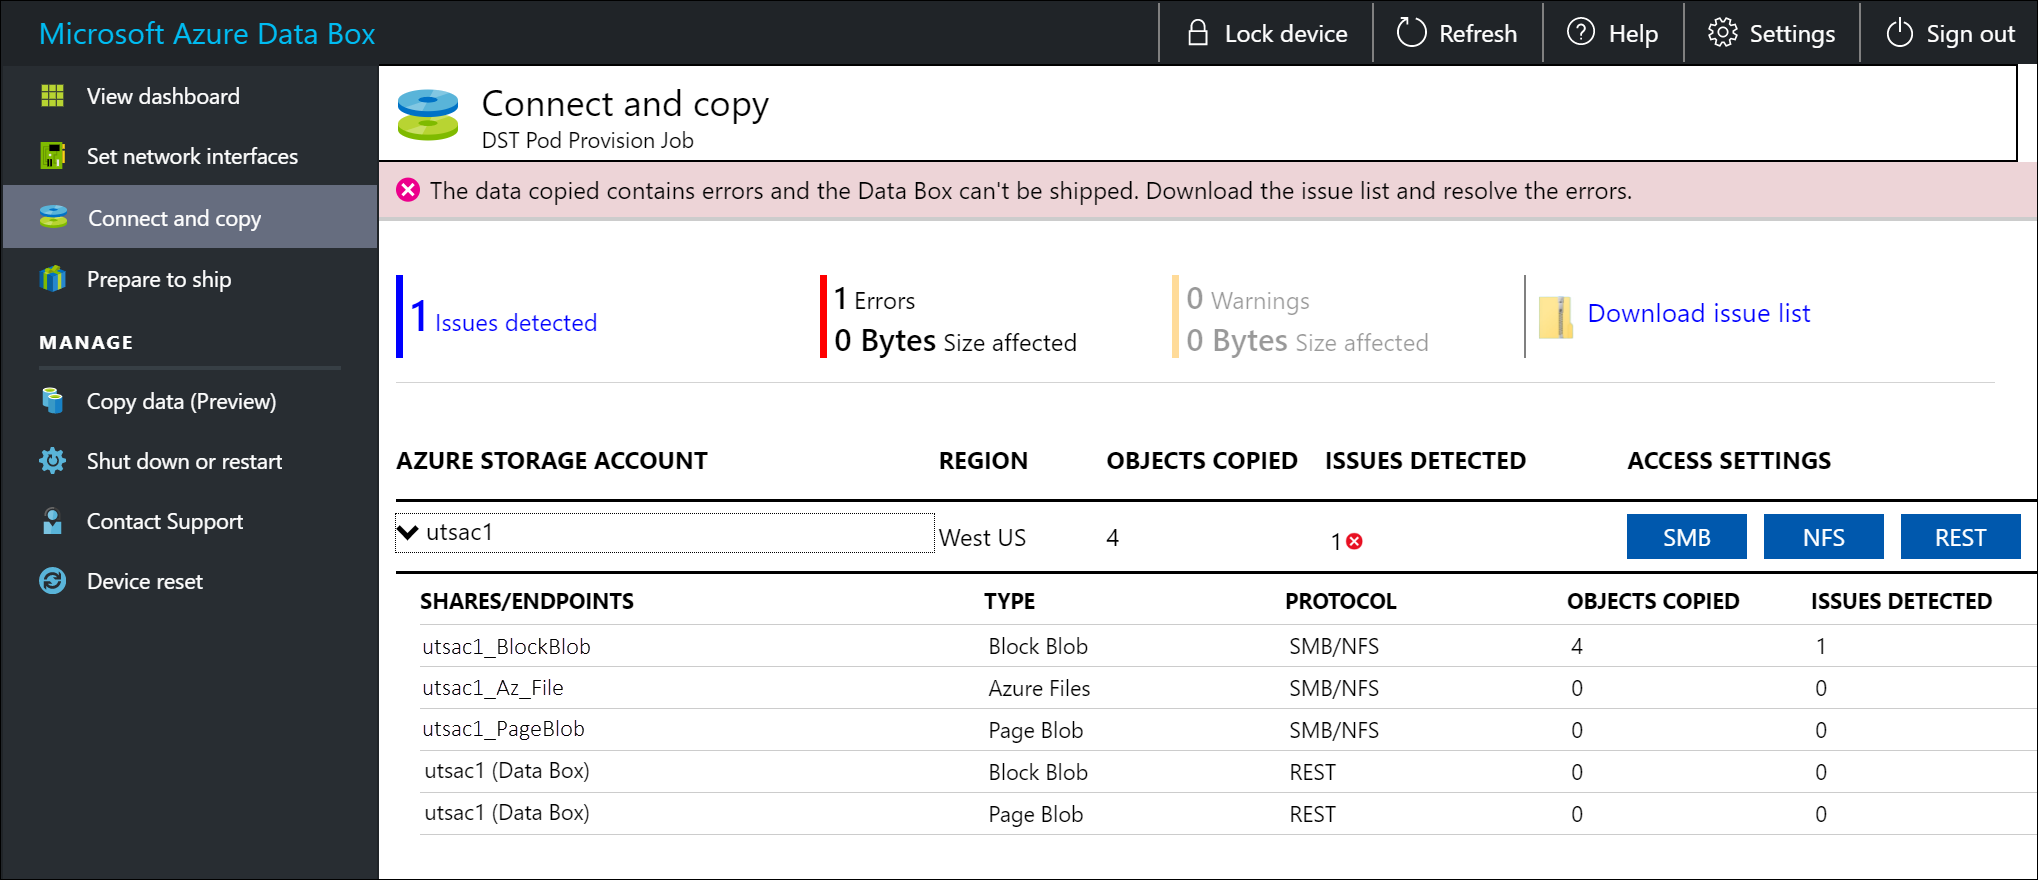 Microsoft Azure Data Box
Lock device
Refresh
Help
Settings
Sign out
View dashboard
Set network interfaces
Connect and copy
Prepare to ship
MANAGE
Copy data (Preview)
Shut down or restart
Contact Support
Device reset
Connect and copy
DST Pod Provision Job
The data copied contains errors and the Data Box can't be shipped. Download the issue list and resolve the errors.
1 Issues detected
1 Errors
0 Bytes Size affected
0 Warnings
0 Bytes Size affected
Download issue list
AZURE STORAGE ACCOUNT REGION OBJECTS COPIED ISSUES DETECTED ACCESS SETTINGS
utsac1 West US 4 1 SMB NFS REST
SHARES/ENDPOINTS TYPE PROTOCOL OBJECTS COPIED ISSUES DETECTED
utsac1_BlockBlob Block Blob SMB/NFS 4 1
utsac1_Az_File Azure Files SMB/NFS 0 0
utsac1_PageBlob Page Blob SMB/NFS 0 0
utsac1 (Data Box) Block Blob REST 0 0
utsac1 (Data Box) Page Blob REST 0 0